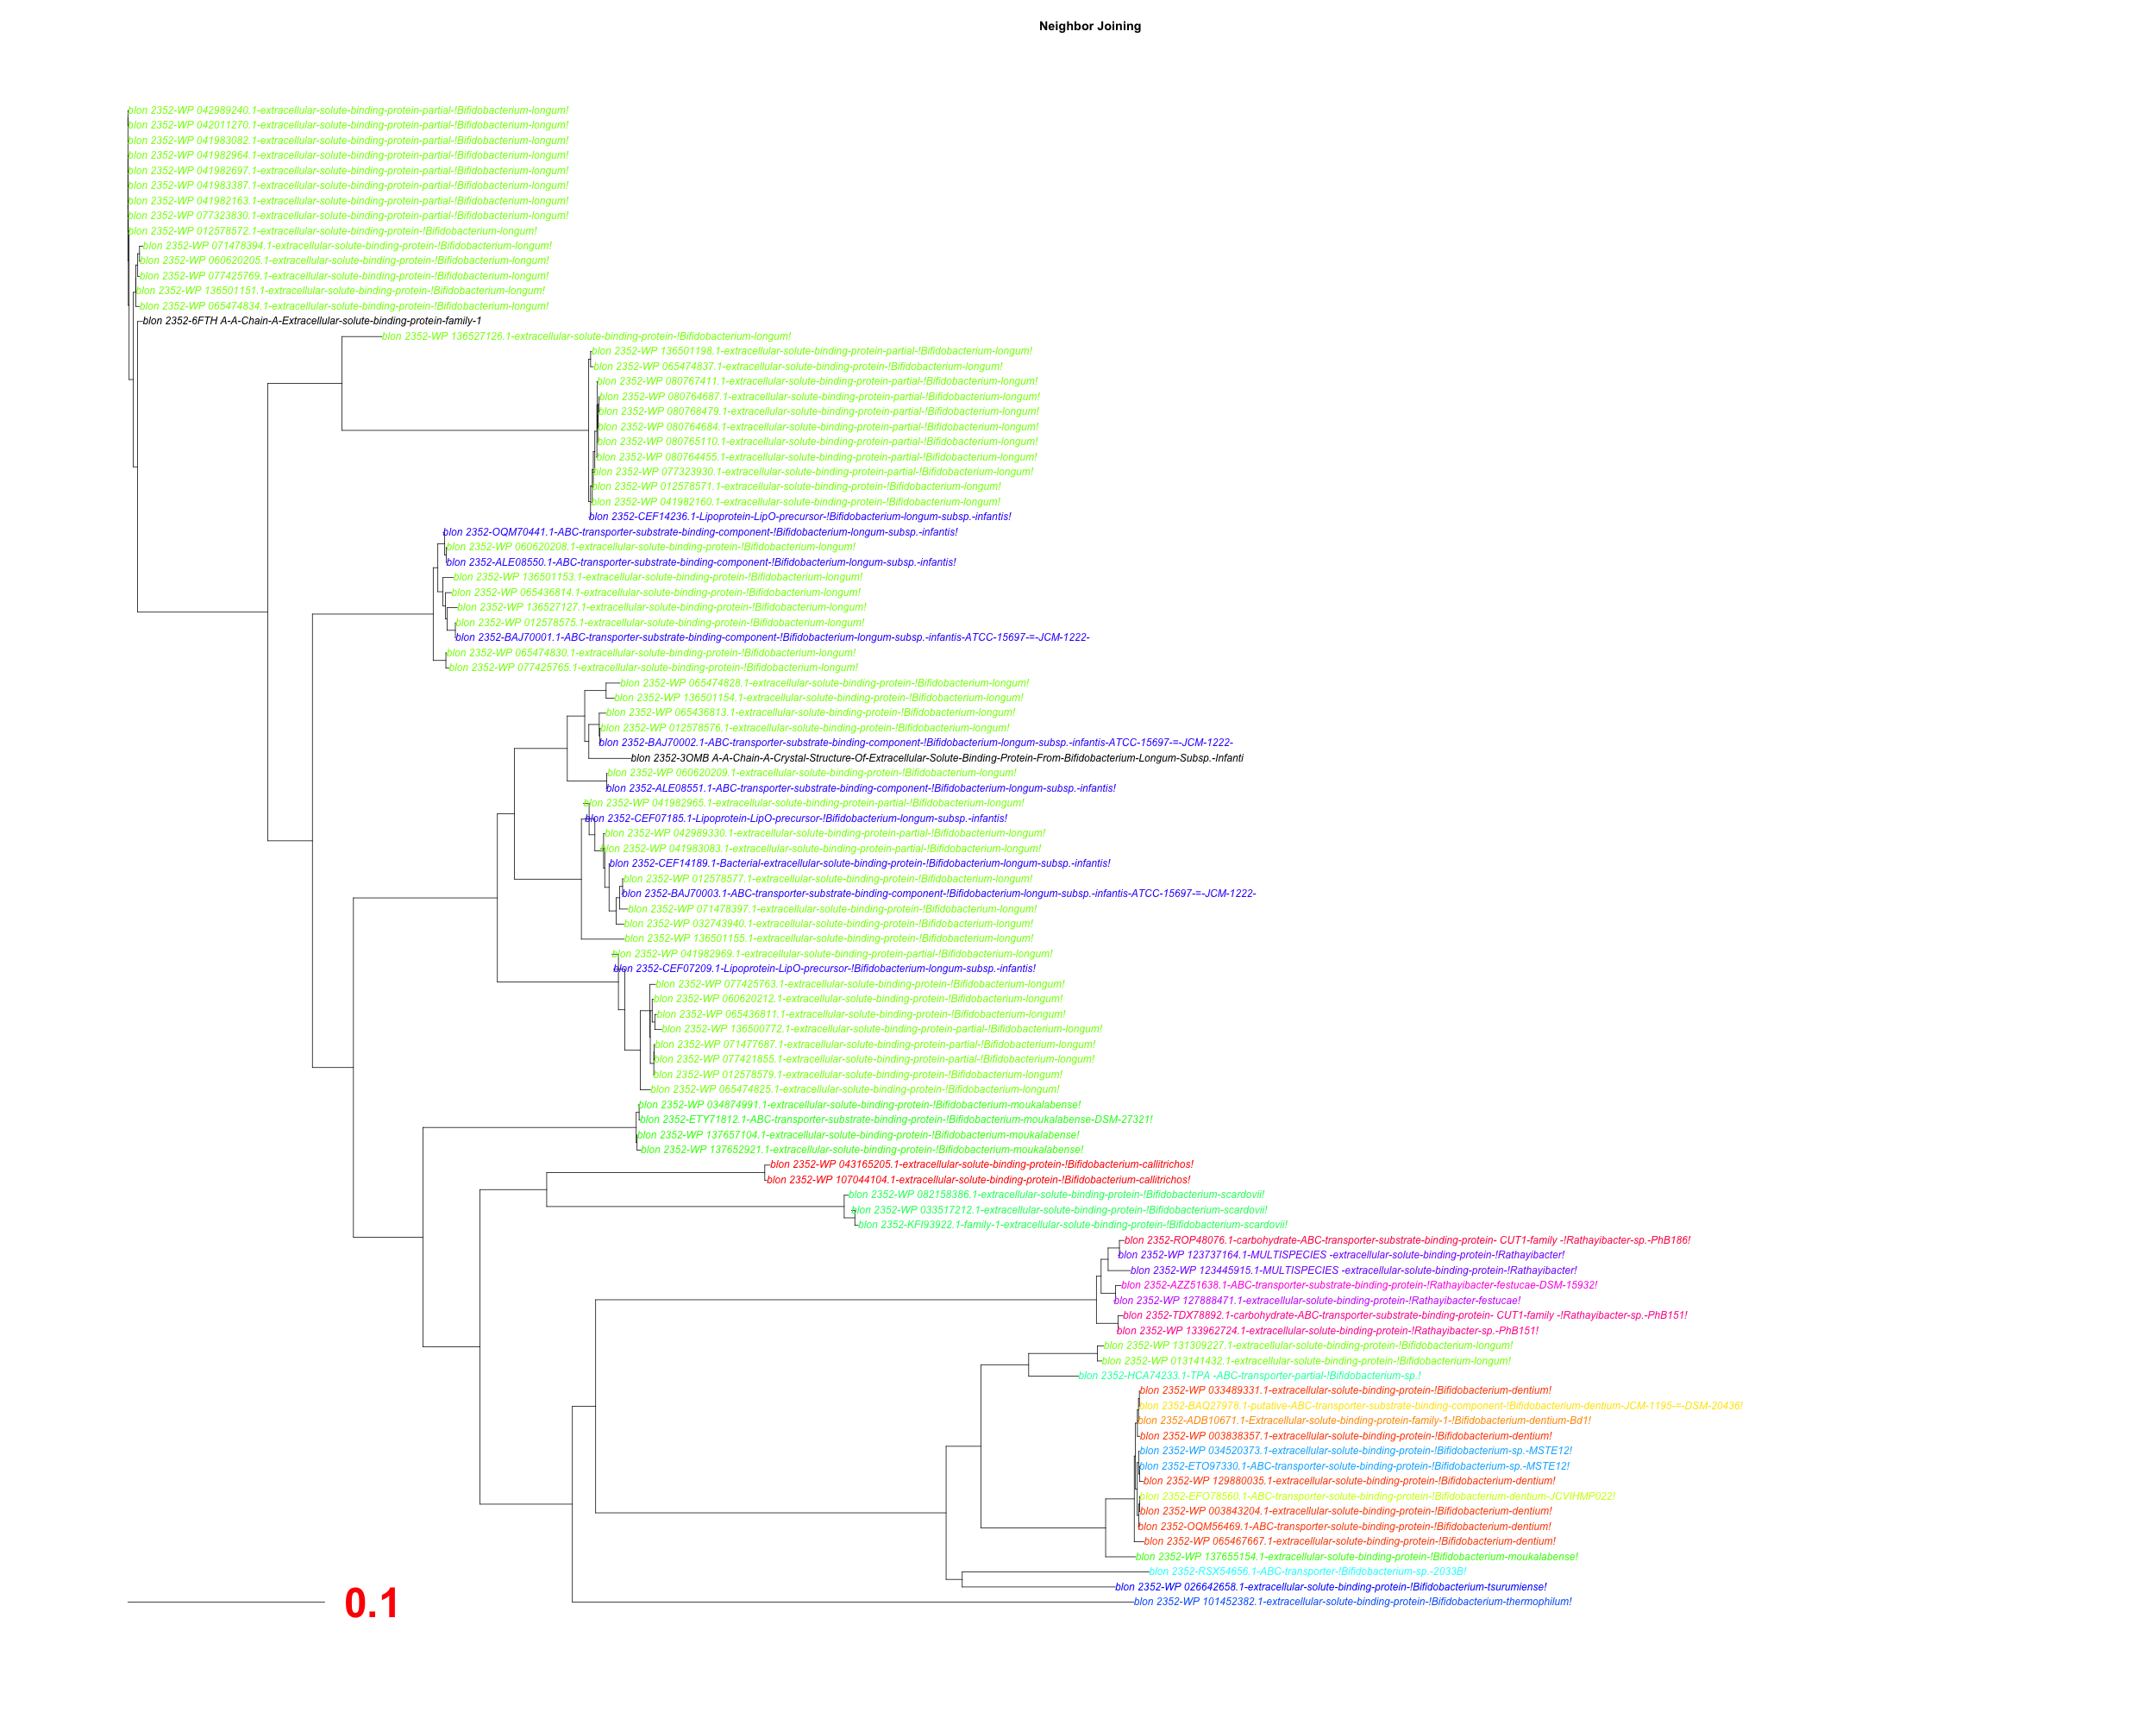 Neighbor Joining
blon 2352-WP 042989240.1-extracellular-solute-binding-protein-partial-!Bifidobacterium-longum!
blon 2352-WP 042011270.1-extracellular-solute-binding-protein-partial-!Bifidobacterium-longum!
blon 2352-WP 041983082.1-extracellular-solute-binding-protein-partial-!Bifidobacterium-longum!
blon 2352-WP 041982964.1-extracellular-solute-binding-protein-partial-!Bifidobacterium-longum!
blon 2352-WP 041982697.1-extracellular-solute-binding-protein-partial-!Bifidobacterium-longum!
blon 2352-WP 041983387.1-extracellular-solute-binding-protein-partial-!Bifidobacterium-longum!
blon 2352-WP 041982163.1-extracellular-solute-binding-protein-partial-!Bifidobacterium-longum!
blon 2352-WP 077323830.1-extracellular-solute-binding-protein-partial-!Bifidobacterium-longum!
blon 2352-WP 012578572.1-extracellular-solute-binding-protein-!Bifidobacterium-longum!
blon 2352-WP 071478394.1-extracellular-solute-binding-protein-!Bifidobacterium-longum!
blon 2352-WP 060620205.1-extracellular-solute-binding-protein-!Bifidobacterium-longum!
blon 2352-WP 077425769.1-extracellular-solute-binding-protein-!Bifidobacterium-longum!
blon 2352-WP 136501151.1-extracellular-solute-binding-protein-!Bifidobacterium-longum!
blon 2352-WP 065474834.1-extracellular-solute-binding-protein-!Bifidobacterium-longum!
blon 2352-6FTH A-A-Chain-A-Extracellular-solute-binding-protein-family-1
blon 2352-WP 136527126.1-extracellular-solute-binding-protein-!Bifidobacterium-longum!
blon 2352-WP 136501198.1-extracellular-solute-binding-protein-partial-!Bifidobacterium-longum!
blon 2352-WP 065474837.1-extracellular-solute-binding-protein-!Bifidobacterium-longum!
blon 2352-WP 080767411.1-extracellular-solute-binding-protein-partial-!Bifidobacterium-longum!
blon 2352-WP 080764687.1-extracellular-solute-binding-protein-partial-!Bifidobacterium-longum!
blon 2352-WP 080768479.1-extracellular-solute-binding-protein-partial-!Bifidobacterium-longum!
blon 2352-WP 080764684.1-extracellular-solute-binding-protein-partial-!Bifidobacterium-longum!
blon 2352-WP 080765110.1-extracellular-solute-binding-protein-partial-!Bifidobacterium-longum!
blon 2352-WP 080764455.1-extracellular-solute-binding-protein-partial-!Bifidobacterium-longum!
blon 2352-WP 077323930.1-extracellular-solute-binding-protein-partial-!Bifidobacterium-longum!
blon 2352-WP 012578571.1-extracellular-solute-binding-protein-!Bifidobacterium-longum!
blon 2352-WP 041982160.1-extracellular-solute-binding-protein-!Bifidobacterium-longum!
blon 2352-CEF14236.1-Lipoprotein-LipO-precursor-!Bifidobacterium-longum-subsp.-infantis!
blon 2352-OQM70441.1-ABC-transporter-substrate-binding-component-!Bifidobacterium-longum-subsp.-infantis!
blon 2352-WP 060620208.1-extracellular-solute-binding-protein-!Bifidobacterium-longum!
blon 2352-ALE08550.1-ABC-transporter-substrate-binding-component-!Bifidobacterium-longum-subsp.-infantis!
blon 2352-WP 136501153.1-extracellular-solute-binding-protein-!Bifidobacterium-longum!
blon 2352-WP 065436814.1-extracellular-solute-binding-protein-!Bifidobacterium-longum!
blon 2352-WP 136527127.1-extracellular-solute-binding-protein-!Bifidobacterium-longum!
blon 2352-WP 012578575.1-extracellular-solute-binding-protein-!Bifidobacterium-longum!
blon 2352-BAJ70001.1-ABC-transporter-substrate-binding-component-!Bifidobacterium-longum-subsp.-infantis-ATCC-15697-=-JCM-1222-
blon 2352-WP 065474830.1-extracellular-solute-binding-protein-!Bifidobacterium-longum!
blon 2352-WP 077425765.1-extracellular-solute-binding-protein-!Bifidobacterium-longum!
blon 2352-WP 065474828.1-extracellular-solute-binding-protein-!Bifidobacterium-longum!
blon 2352-WP 136501154.1-extracellular-solute-binding-protein-!Bifidobacterium-longum!
blon 2352-WP 065436813.1-extracellular-solute-binding-protein-!Bifidobacterium-longum!
blon 2352-WP 012578576.1-extracellular-solute-binding-protein-!Bifidobacterium-longum!
blon 2352-BAJ70002.1-ABC-transporter-substrate-binding-component-!Bifidobacterium-longum-subsp.-infantis-ATCC-15697-=-JCM-1222-
blon 2352-3OMB A-A-Chain-A-Crystal-Structure-Of-Extracellular-Solute-Binding-Protein-From-Bifidobacterium-Longum-Subsp.-Infanti
blon 2352-WP 060620209.1-extracellular-solute-binding-protein-!Bifidobacterium-longum!
blon 2352-ALE08551.1-ABC-transporter-substrate-binding-component-!Bifidobacterium-longum-subsp.-infantis!
blon 2352-WP 041982965.1-extracellular-solute-binding-protein-partial-!Bifidobacterium-longum!
blon 2352-CEF07185.1-Lipoprotein-LipO-precursor-!Bifidobacterium-longum-subsp.-infantis!
blon 2352-WP 042989330.1-extracellular-solute-binding-protein-partial-!Bifidobacterium-longum!
blon 2352-WP 041983083.1-extracellular-solute-binding-protein-partial-!Bifidobacterium-longum!
blon 2352-CEF14189.1-Bacterial-extracellular-solute-binding-protein-!Bifidobacterium-longum-subsp.-infantis!
blon 2352-WP 012578577.1-extracellular-solute-binding-protein-!Bifidobacterium-longum!
blon 2352-BAJ70003.1-ABC-transporter-substrate-binding-component-!Bifidobacterium-longum-subsp.-infantis-ATCC-15697-=-JCM-1222-
blon 2352-WP 071478397.1-extracellular-solute-binding-protein-!Bifidobacterium-longum!
blon 2352-WP 032743940.1-extracellular-solute-binding-protein-!Bifidobacterium-longum!
blon 2352-WP 136501155.1-extracellular-solute-binding-protein-!Bifidobacterium-longum!
blon 2352-WP 041982969.1-extracellular-solute-binding-protein-partial-!Bifidobacterium-longum!
blon 2352-CEF07209.1-Lipoprotein-LipO-precursor-!Bifidobacterium-longum-subsp.-infantis!
blon 2352-WP 077425763.1-extracellular-solute-binding-protein-!Bifidobacterium-longum!
blon 2352-WP 060620212.1-extracellular-solute-binding-protein-!Bifidobacterium-longum!
blon 2352-WP 065436811.1-extracellular-solute-binding-protein-!Bifidobacterium-longum!
blon 2352-WP 136500772.1-extracellular-solute-binding-protein-partial-!Bifidobacterium-longum!
blon 2352-WP 071477687.1-extracellular-solute-binding-protein-partial-!Bifidobacterium-longum!
blon 2352-WP 077421855.1-extracellular-solute-binding-protein-partial-!Bifidobacterium-longum!
blon 2352-WP 012578579.1-extracellular-solute-binding-protein-!Bifidobacterium-longum!
blon 2352-WP 065474825.1-extracellular-solute-binding-protein-!Bifidobacterium-longum!
blon 2352-WP 034874991.1-extracellular-solute-binding-protein-!Bifidobacterium-moukalabense!
blon 2352-ETY71812.1-ABC-transporter-substrate-binding-protein-!Bifidobacterium-moukalabense-DSM-27321!
blon 2352-WP 137657104.1-extracellular-solute-binding-protein-!Bifidobacterium-moukalabense!
blon 2352-WP 137652921.1-extracellular-solute-binding-protein-!Bifidobacterium-moukalabense!
blon 2352-WP 043165205.1-extracellular-solute-binding-protein-!Bifidobacterium-callitrichos!
blon 2352-WP 107044104.1-extracellular-solute-binding-protein-!Bifidobacterium-callitrichos!
blon 2352-WP 082158386.1-extracellular-solute-binding-protein-!Bifidobacterium-scardovii!
blon 2352-WP 033517212.1-extracellular-solute-binding-protein-!Bifidobacterium-scardovii!
blon 2352-KFI93922.1-family-1-extracellular-solute-binding-protein-!Bifidobacterium-scardovii!
blon 2352-ROP48076.1-carbohydrate-ABC-transporter-substrate-binding-protein- CUT1-family -!Rathayibacter-sp.-PhB186!
blon 2352-WP 123737164.1-MULTISPECIES -extracellular-solute-binding-protein-!Rathayibacter!
blon 2352-WP 123445915.1-MULTISPECIES -extracellular-solute-binding-protein-!Rathayibacter!
blon 2352-AZZ51638.1-ABC-transporter-substrate-binding-protein-!Rathayibacter-festucae-DSM-15932!
blon 2352-WP 127888471.1-extracellular-solute-binding-protein-!Rathayibacter-festucae!
blon 2352-TDX78892.1-carbohydrate-ABC-transporter-substrate-binding-protein- CUT1-family -!Rathayibacter-sp.-PhB151!
blon 2352-WP 133962724.1-extracellular-solute-binding-protein-!Rathayibacter-sp.-PhB151!
blon 2352-WP 131309227.1-extracellular-solute-binding-protein-!Bifidobacterium-longum!
blon 2352-WP 013141432.1-extracellular-solute-binding-protein-!Bifidobacterium-longum!
blon 2352-HCA74233.1-TPA -ABC-transporter-partial-!Bifidobacterium-sp.!
blon 2352-WP 033489331.1-extracellular-solute-binding-protein-!Bifidobacterium-dentium!
blon 2352-BAQ27978.1-putative-ABC-transporter-substrate-binding-component-!Bifidobacterium-dentium-JCM-1195-=-DSM-20436!
blon 2352-ADB10671.1-Extracellular-solute-binding-protein-family-1-!Bifidobacterium-dentium-Bd1!
blon 2352-WP 003838357.1-extracellular-solute-binding-protein-!Bifidobacterium-dentium!
blon 2352-WP 034520373.1-extracellular-solute-binding-protein-!Bifidobacterium-sp.-MSTE12!
blon 2352-ETO97330.1-ABC-transporter-solute-binding-protein-!Bifidobacterium-sp.-MSTE12!
blon 2352-WP 129880035.1-extracellular-solute-binding-protein-!Bifidobacterium-dentium!
blon 2352-EFO78560.1-ABC-transporter-solute-binding-protein-!Bifidobacterium-dentium-JCVIHMP022!
blon 2352-WP 003843204.1-extracellular-solute-binding-protein-!Bifidobacterium-dentium!
blon 2352-OQM56469.1-ABC-transporter-substrate-binding-protein-!Bifidobacterium-dentium!
blon 2352-WP 065467667.1-extracellular-solute-binding-protein-!Bifidobacterium-dentium!
blon 2352-WP 137655154.1-extracellular-solute-binding-protein-!Bifidobacterium-moukalabense!
blon 2352-RSX54656.1-ABC-transporter-!Bifidobacterium-sp.-2033B!
blon 2352-WP 026642658.1-extracellular-solute-binding-protein-!Bifidobacterium-tsurumiense!
blon 2352-WP 101452382.1-extracellular-solute-binding-protein-!Bifidobacterium-thermophilum!
0.1